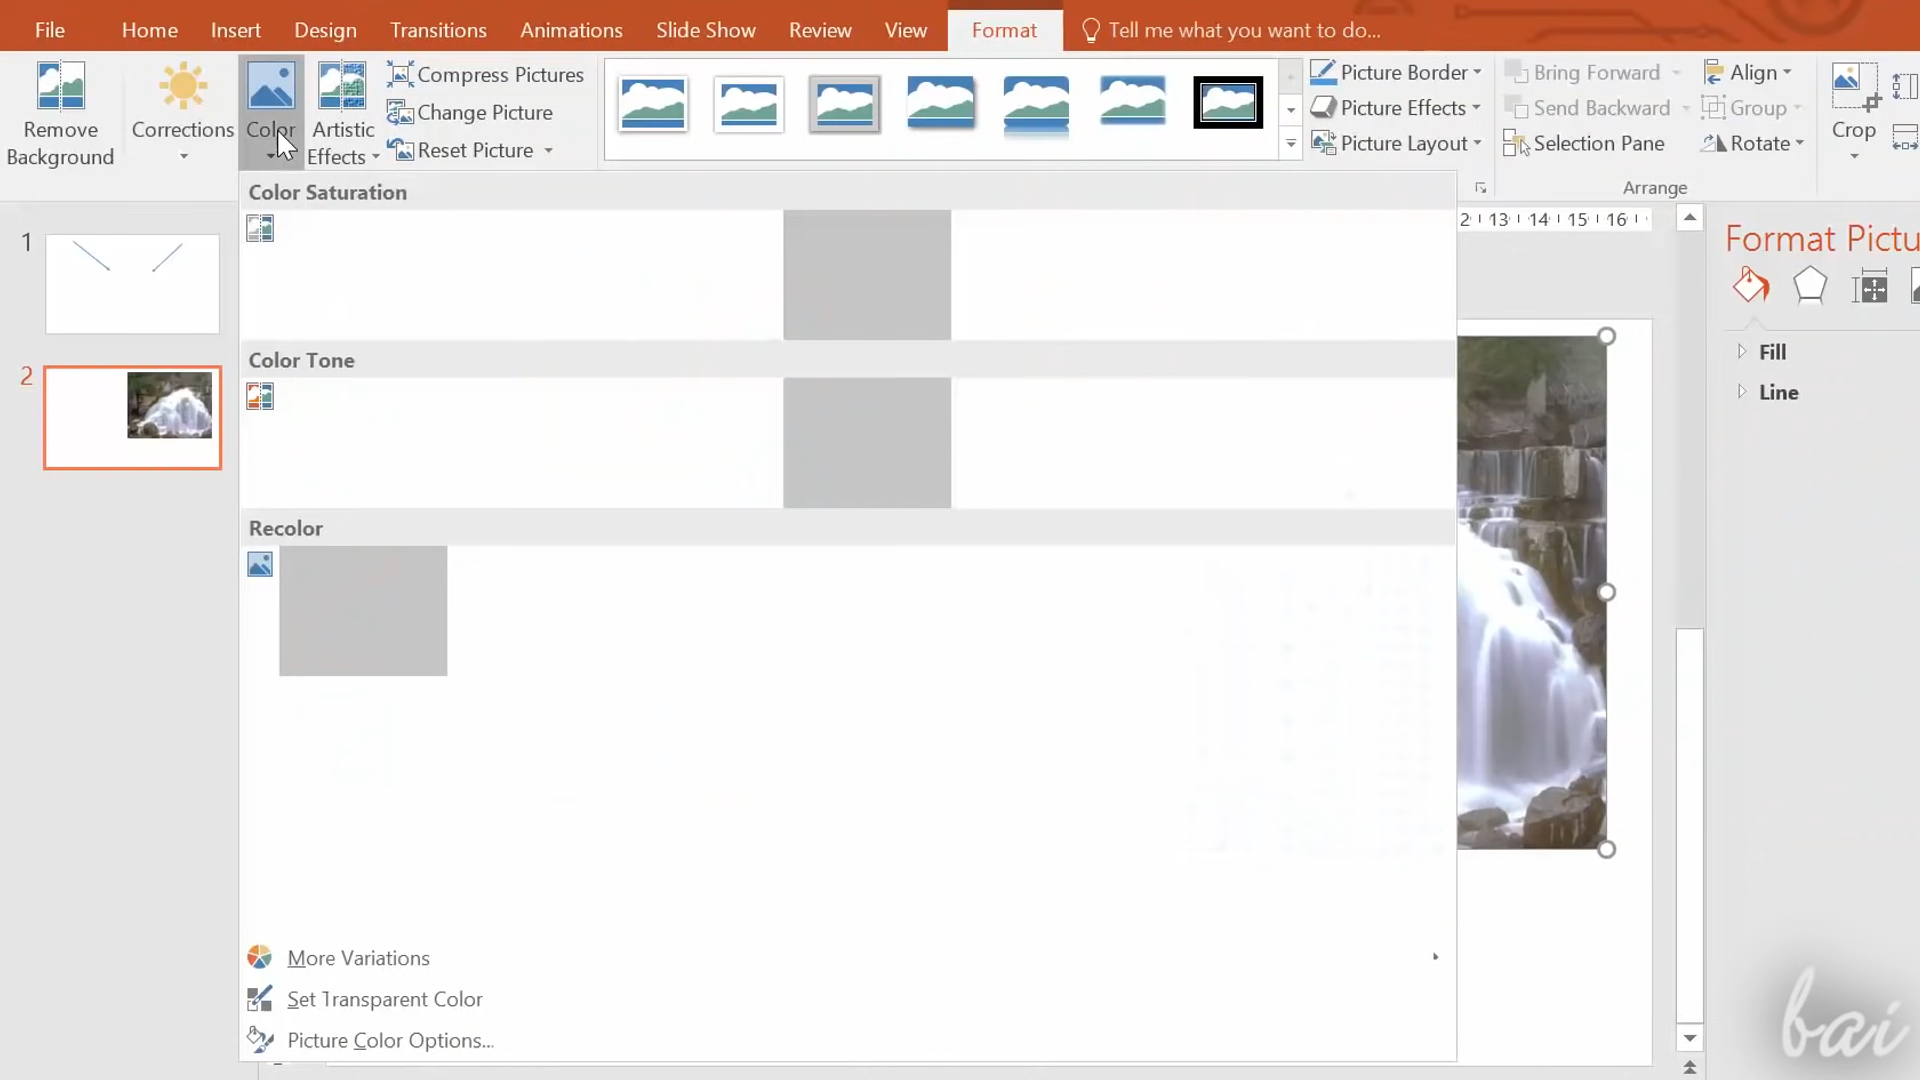 File Home Insert Design Transitions Animations Slide Show Review View Format Tell me what you want to do...
Remove Background
Corrections
Color
Artistic Effects
Compress Pictures
Change Picture
Reset Picture
Picture Border
Picture Effects
Picture Layout
Bring Forward
Send Backward
Selection Pane
Align
Group
Rotate
Arrange
Crop
Color Saturation
Color Tone
Recolor
More Variations
Set Transparent Color
Picture Color Options...
1
2
2 13 14 15 16
Format Pictu
Fill
Line
bai